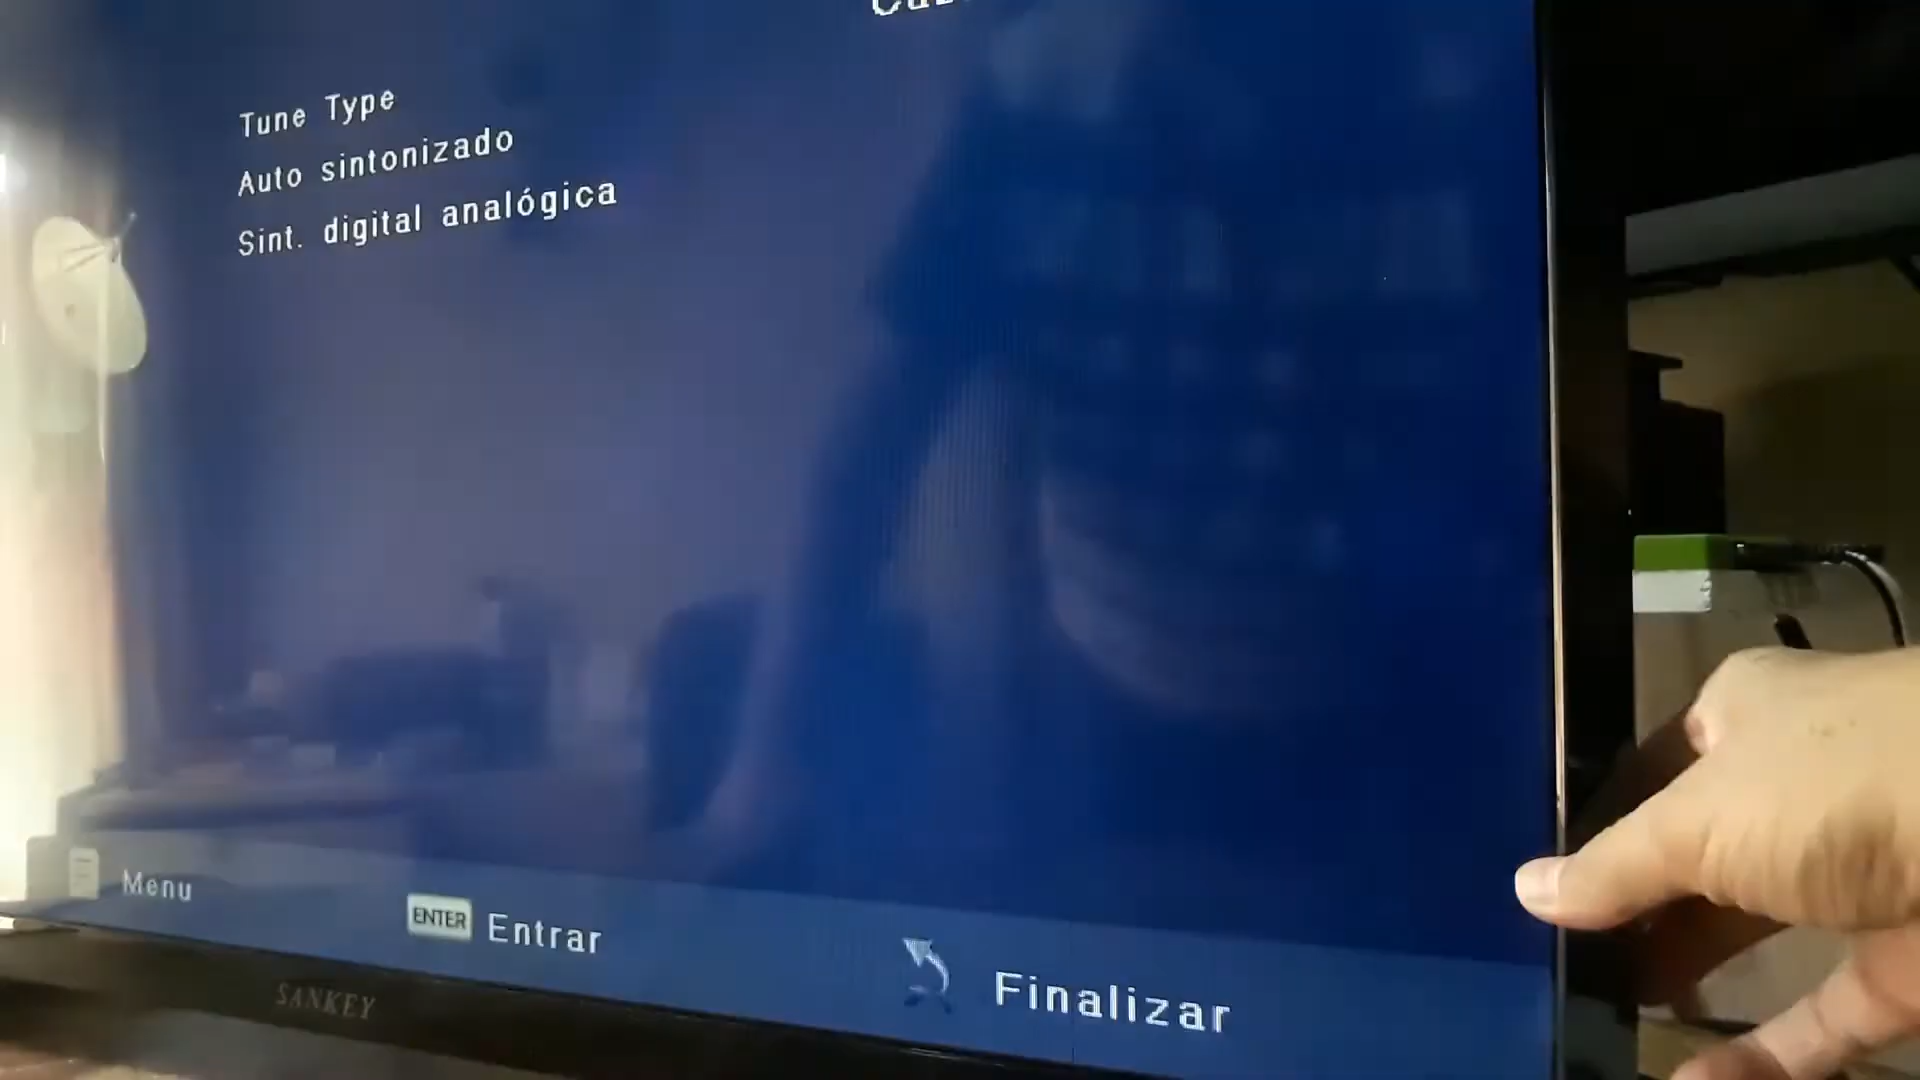 Tune Type
Auto sintonizado
Sint. digital analógica
Menu
ENTER Entrar
Finalizar
SANKEY